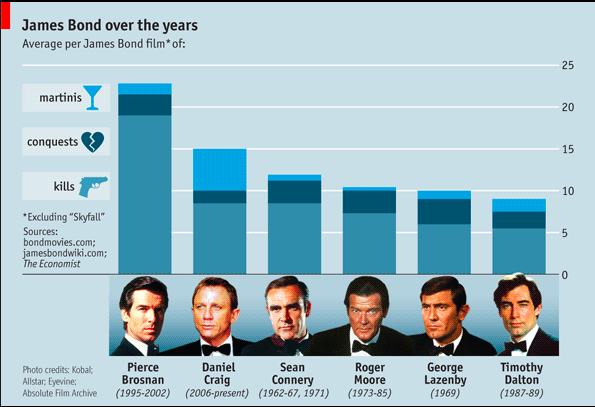 James Bond over the years
Average per James Bond film* of:
25
martinis
20
conquests
15
kills
10
*Excluding "Skyfall"
Sources:
bondmovies.com;
jamesbondwiki.com;
The Economist
5
0
Photo credits: Kobal;
Allstar; Eyevine;
Absolute Film Archive
Pierce
Brosnan
(1995-2002)
Daniel
Craig
(2006-present)
Sean
Connery
(1962-67, 1971)
Roger
Moore
(1973-85)
George
Lazenby
(1969)
Timothy
Dalton
(1987-89)